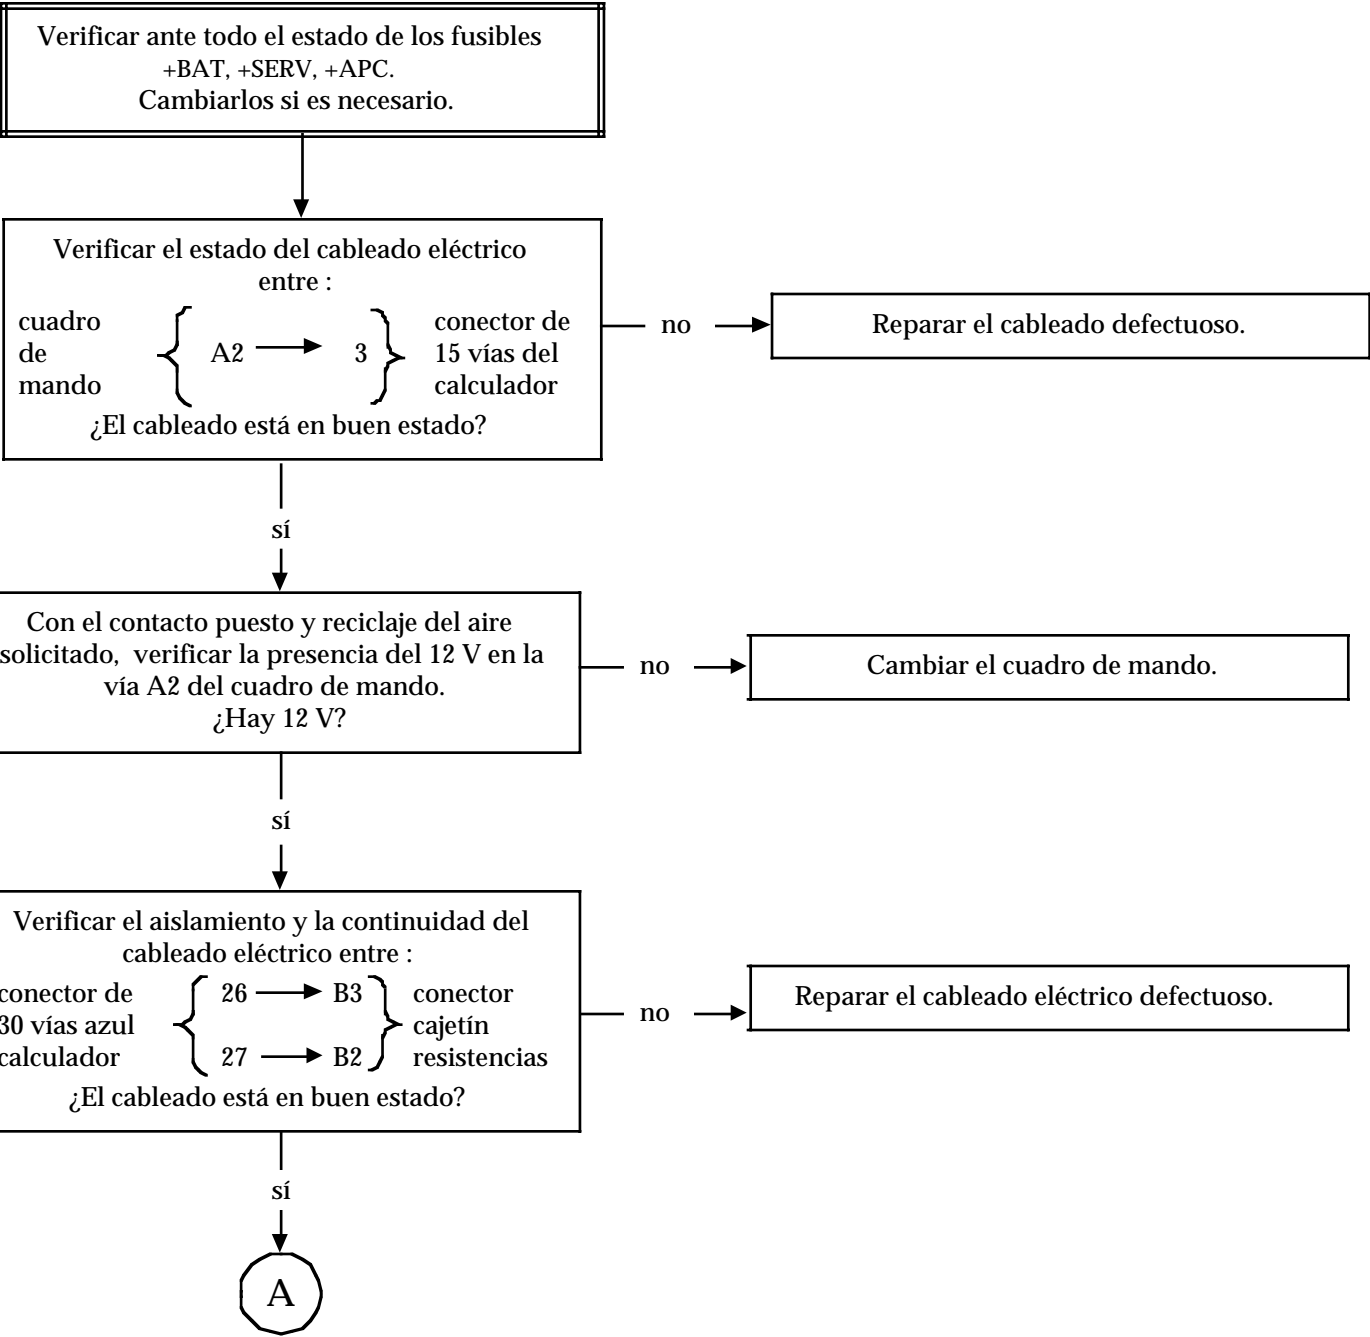 Verificar ante todo el estado de los fusibles
+BAT, +SERV, +APC.
Cambiarlos si es necesario.
Verificar el estado del cableado eléctrico
entre :
cuadro
de
mando
A2
3
conector de
15 vías del
calculador
¿El cableado está en buen estado?
no
Reparar el cableado defectuoso.
sí
Con el contacto puesto y reciclaje del aire
solicitado, verificar la presencia del 12 V en la
vía A2 del cuadro de mando.
¿Hay 12 V?
no
Cambiar el cuadro de mando.
sí
Verificar el aislamiento y la continuidad del
cableado eléctrico entre :
conector de
30 vías azul
calculador
26
B3
27
B2
conector
cajetín
resistencias
¿El cableado está en buen estado?
no
Reparar el cableado eléctrico defectuoso.
sí
A